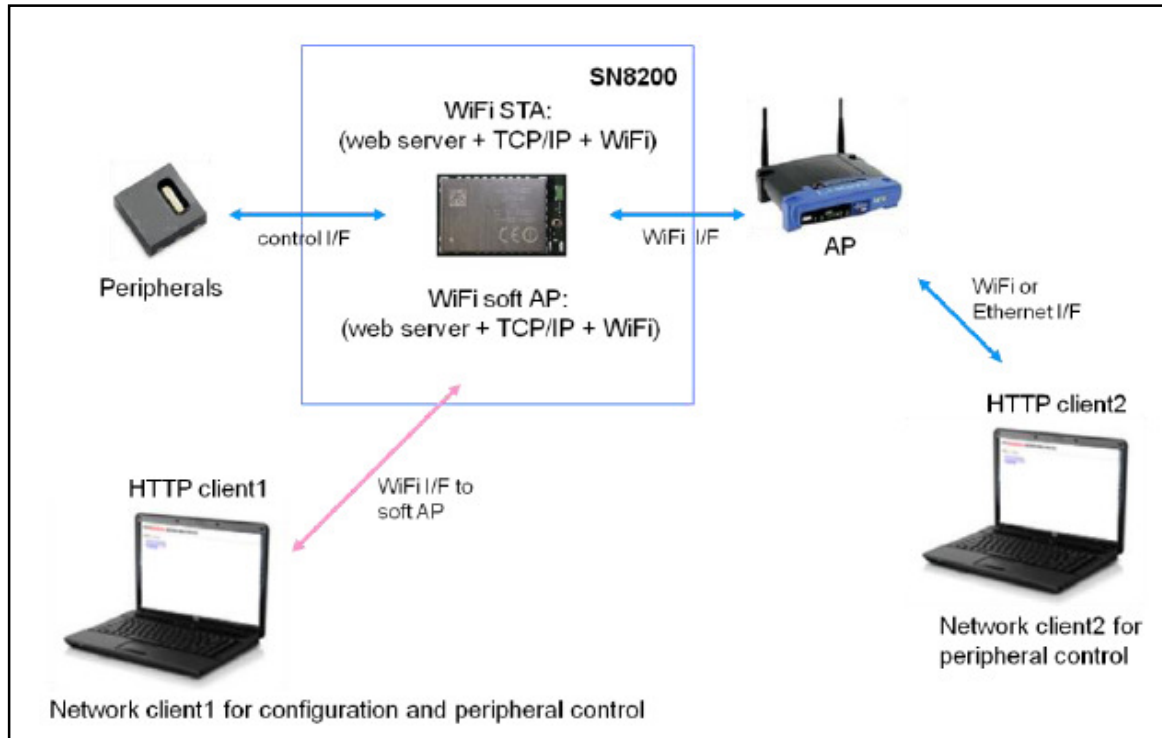 SN8200
WiFi STA:
(web server + TCP/IP + WiFi)
control I/F
WiFi I/F
Peripherals
AP
WiFi soft AP:
(web server + TCP/IP + WiFi)
WiFi or
Ethernet I/F
HTTP client2
WiFi I/F to
soft AP
HTTP client1
Network client2 for
peripheral control
Network client1 for configuration and peripheral control